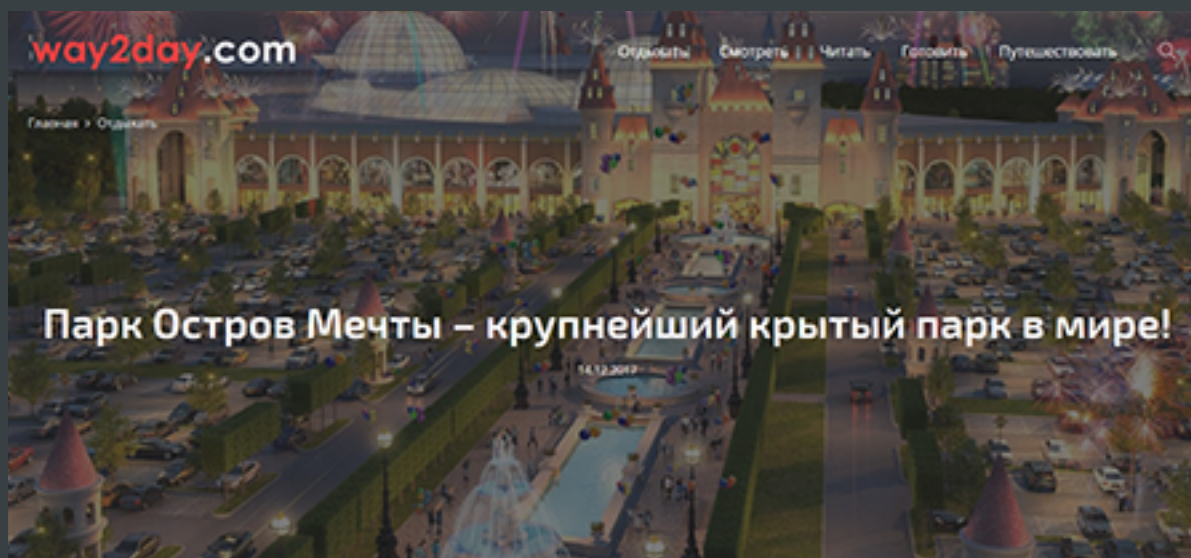 way2day.com
Отдыхать Смотреть Читать Готовить Путешествовать
Главная > Отдыхать
Парк Остров Мечты – крупнейший крытый парк в мире!
14.12.2017